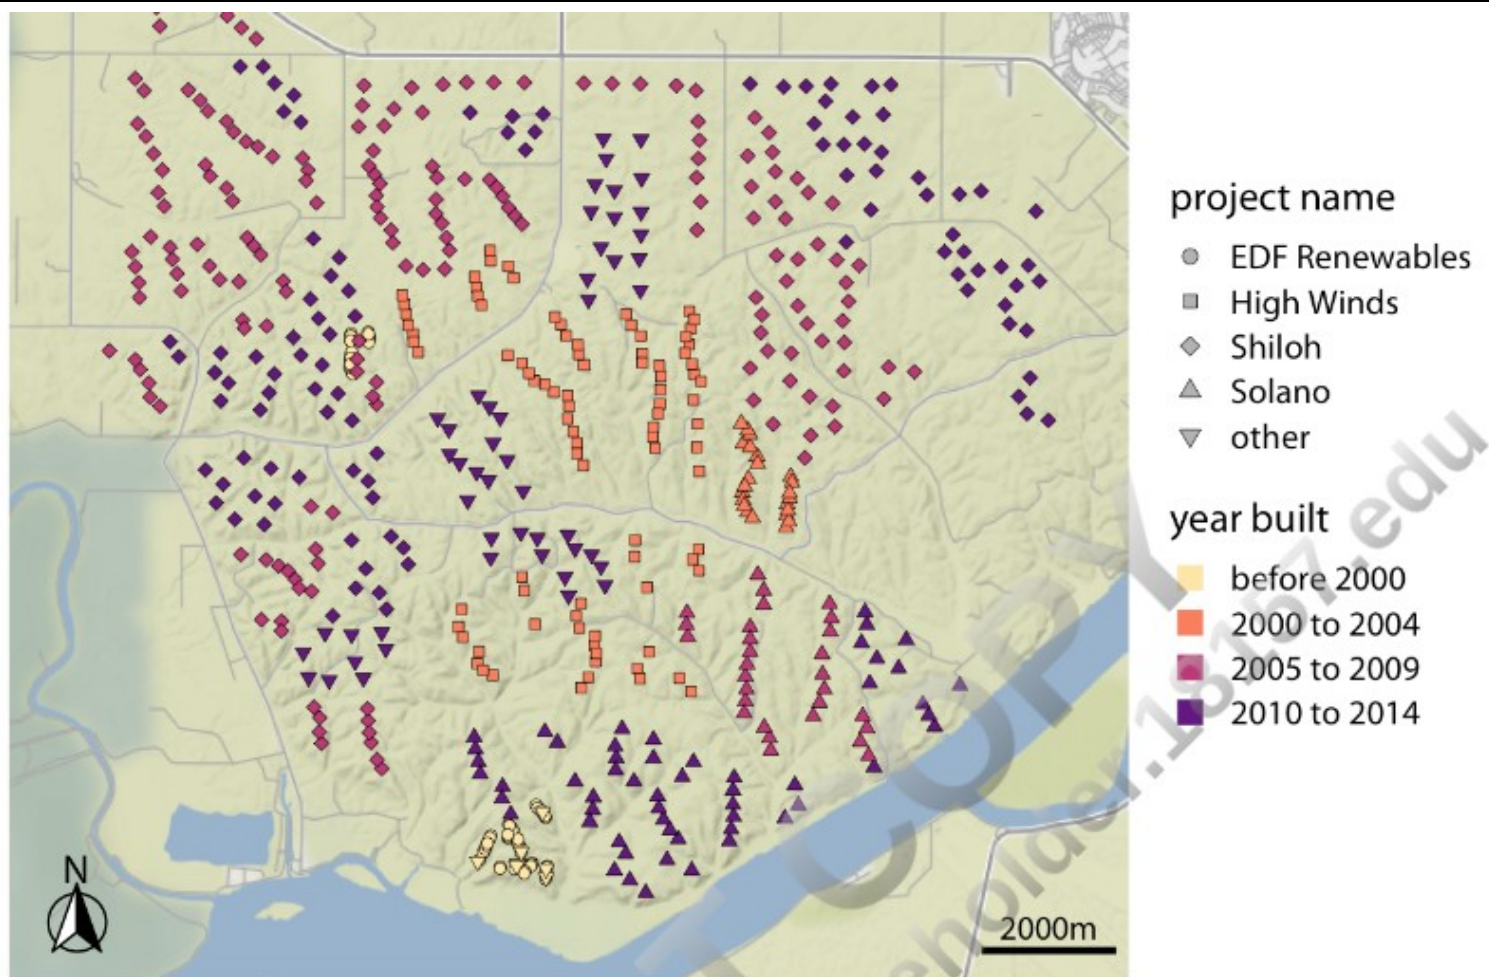 project name
EDF Renewables
High Winds
Shiloh
Solano
other
year built
before 2000
2000 to 2004
2005 to 2009
2010 to 2014
N
2000m